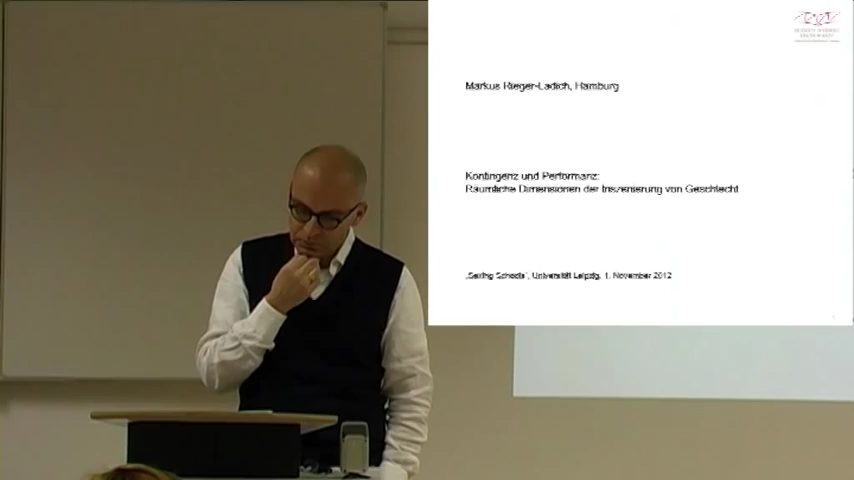 Markus Rieger-Ladich, Hamburg
Kontingenz und Performanz:
Räumliche Dimensionen der Inszenierung von Geschlecht
„Sexing Schools“, Universität Leipzig, 1. November 2012